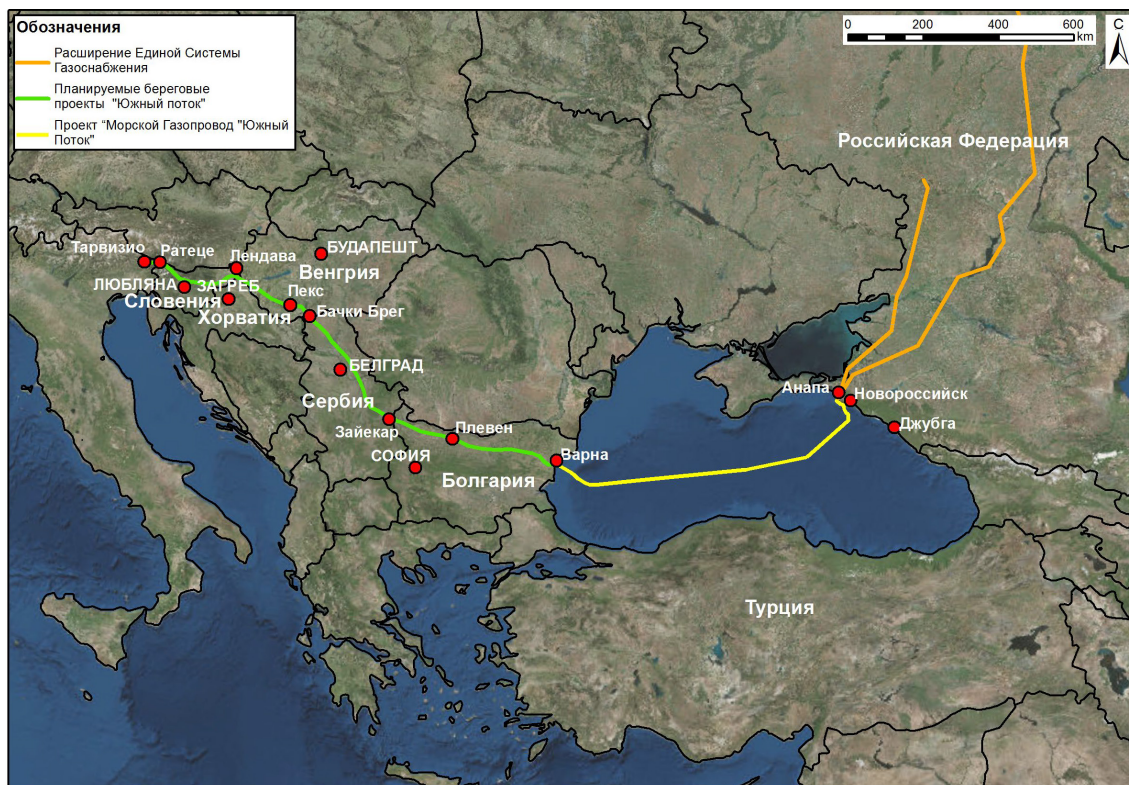 Обозначения
Расширение Единой Системы
Газоснабжения
Планируемые береговые
проекты "Южный поток"
Проект “Морской Газопровод "Южный
Поток"
0 200 400 600
km
С
Российская Федерация
Тарвизио
Ратеце
Лендава
БУДАПЕШТ
Венгрия
ЛЮБЛЯНА
ЗАГРЕБ
Словения
Хорватия
Пекс
Бачки Брег
БЕЛГРАД
Сербия
Зайекар
Плевен
СОФИЯ
Болгария
Варна
Анапа
Новороссийск
Джубга
Турция